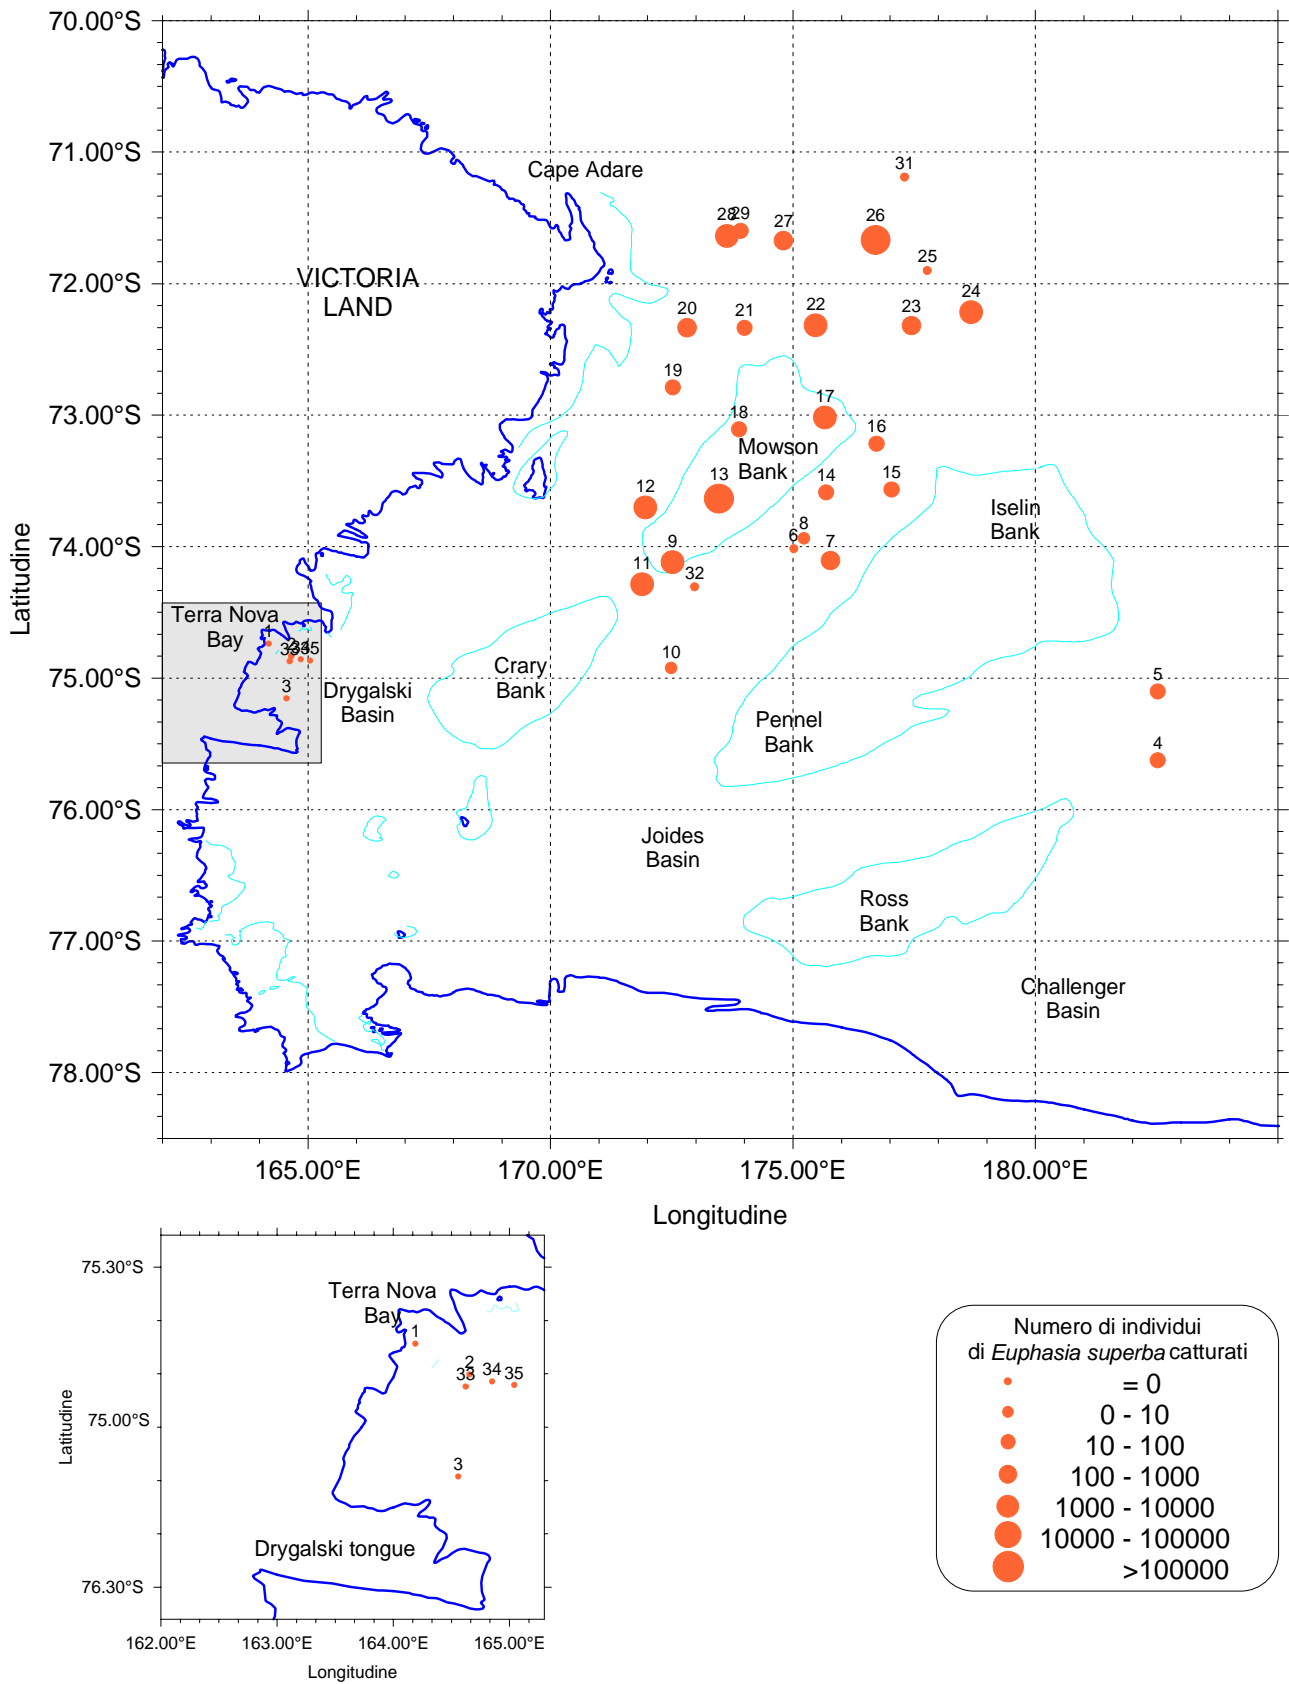 70.00°S
71.00°S
72.00°S
73.00°S
74.00°S
75.00°S
76.00°S
77.00°S
78.00°S
Latitudine
165.00°E
170.00°E
175.00°E
180.00°E
Longitudine
Cape Adare
VICTORIA
LAND
31
28
29
27
26
25
24
20
21
22
23
19
18
17
16
Mowson
Bank
12
13
14
15
Iselin
Bank
8
6
7
9
11
32
Terra Nova
Bay
1
2
33
34
35
3
Drygalski
Basin
Crary
Bank
10
Pennel
Bank
5
4
Joides
Basin
Ross
Bank
Challenger
Basin
75.30°S
75.00°S
76.30°S
Latitudine
162.00°E
163.00°E
164.00°E
165.00°E
Longitudine
Terra Nova
Bay
1
2
33
34
35
3
Drygalski tongue
Numero di individui
di Euphasia superba catturati
= 0
0 - 10
10 - 100
100 - 1000
1000 - 10000
10000 - 100000
>100000